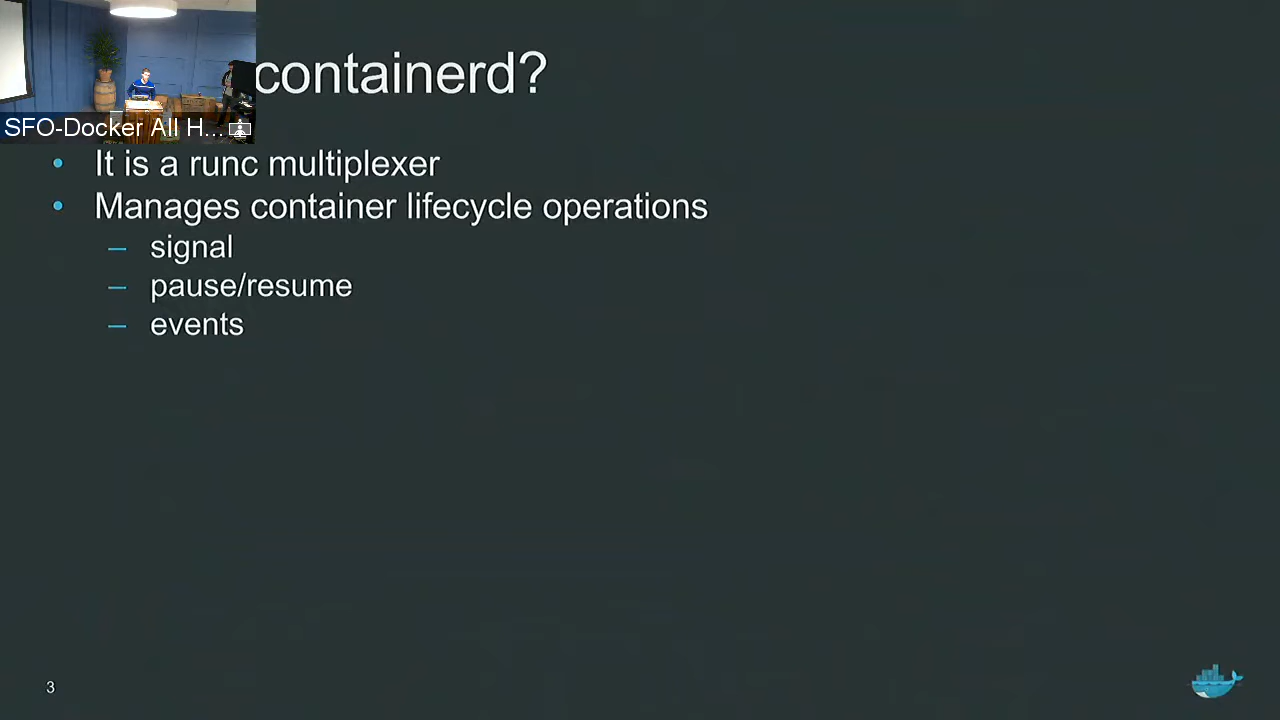 containerd?
SFO-Docker All H...
• It is a runc multiplexer
• Manages container lifecycle operations
– signal
– pause/resume
– events
3